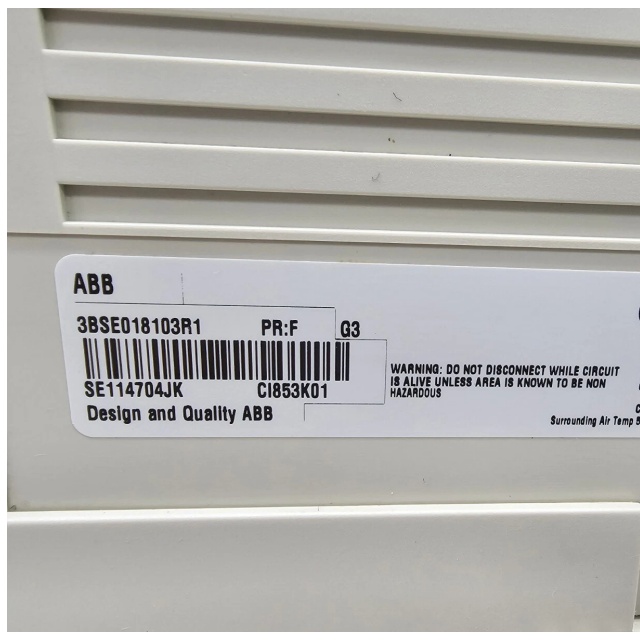 ABB
3BSE018103R1 PR:F G3
SE114704JK CI853K01
Design and Quality ABB
WARNING: DO NOT DISCONNECT WHILE CIRCUIT
IS ALIVE UNLESS AREA IS KNOWN TO BE NON
HAZARDOUS
Surrounding Air Temp